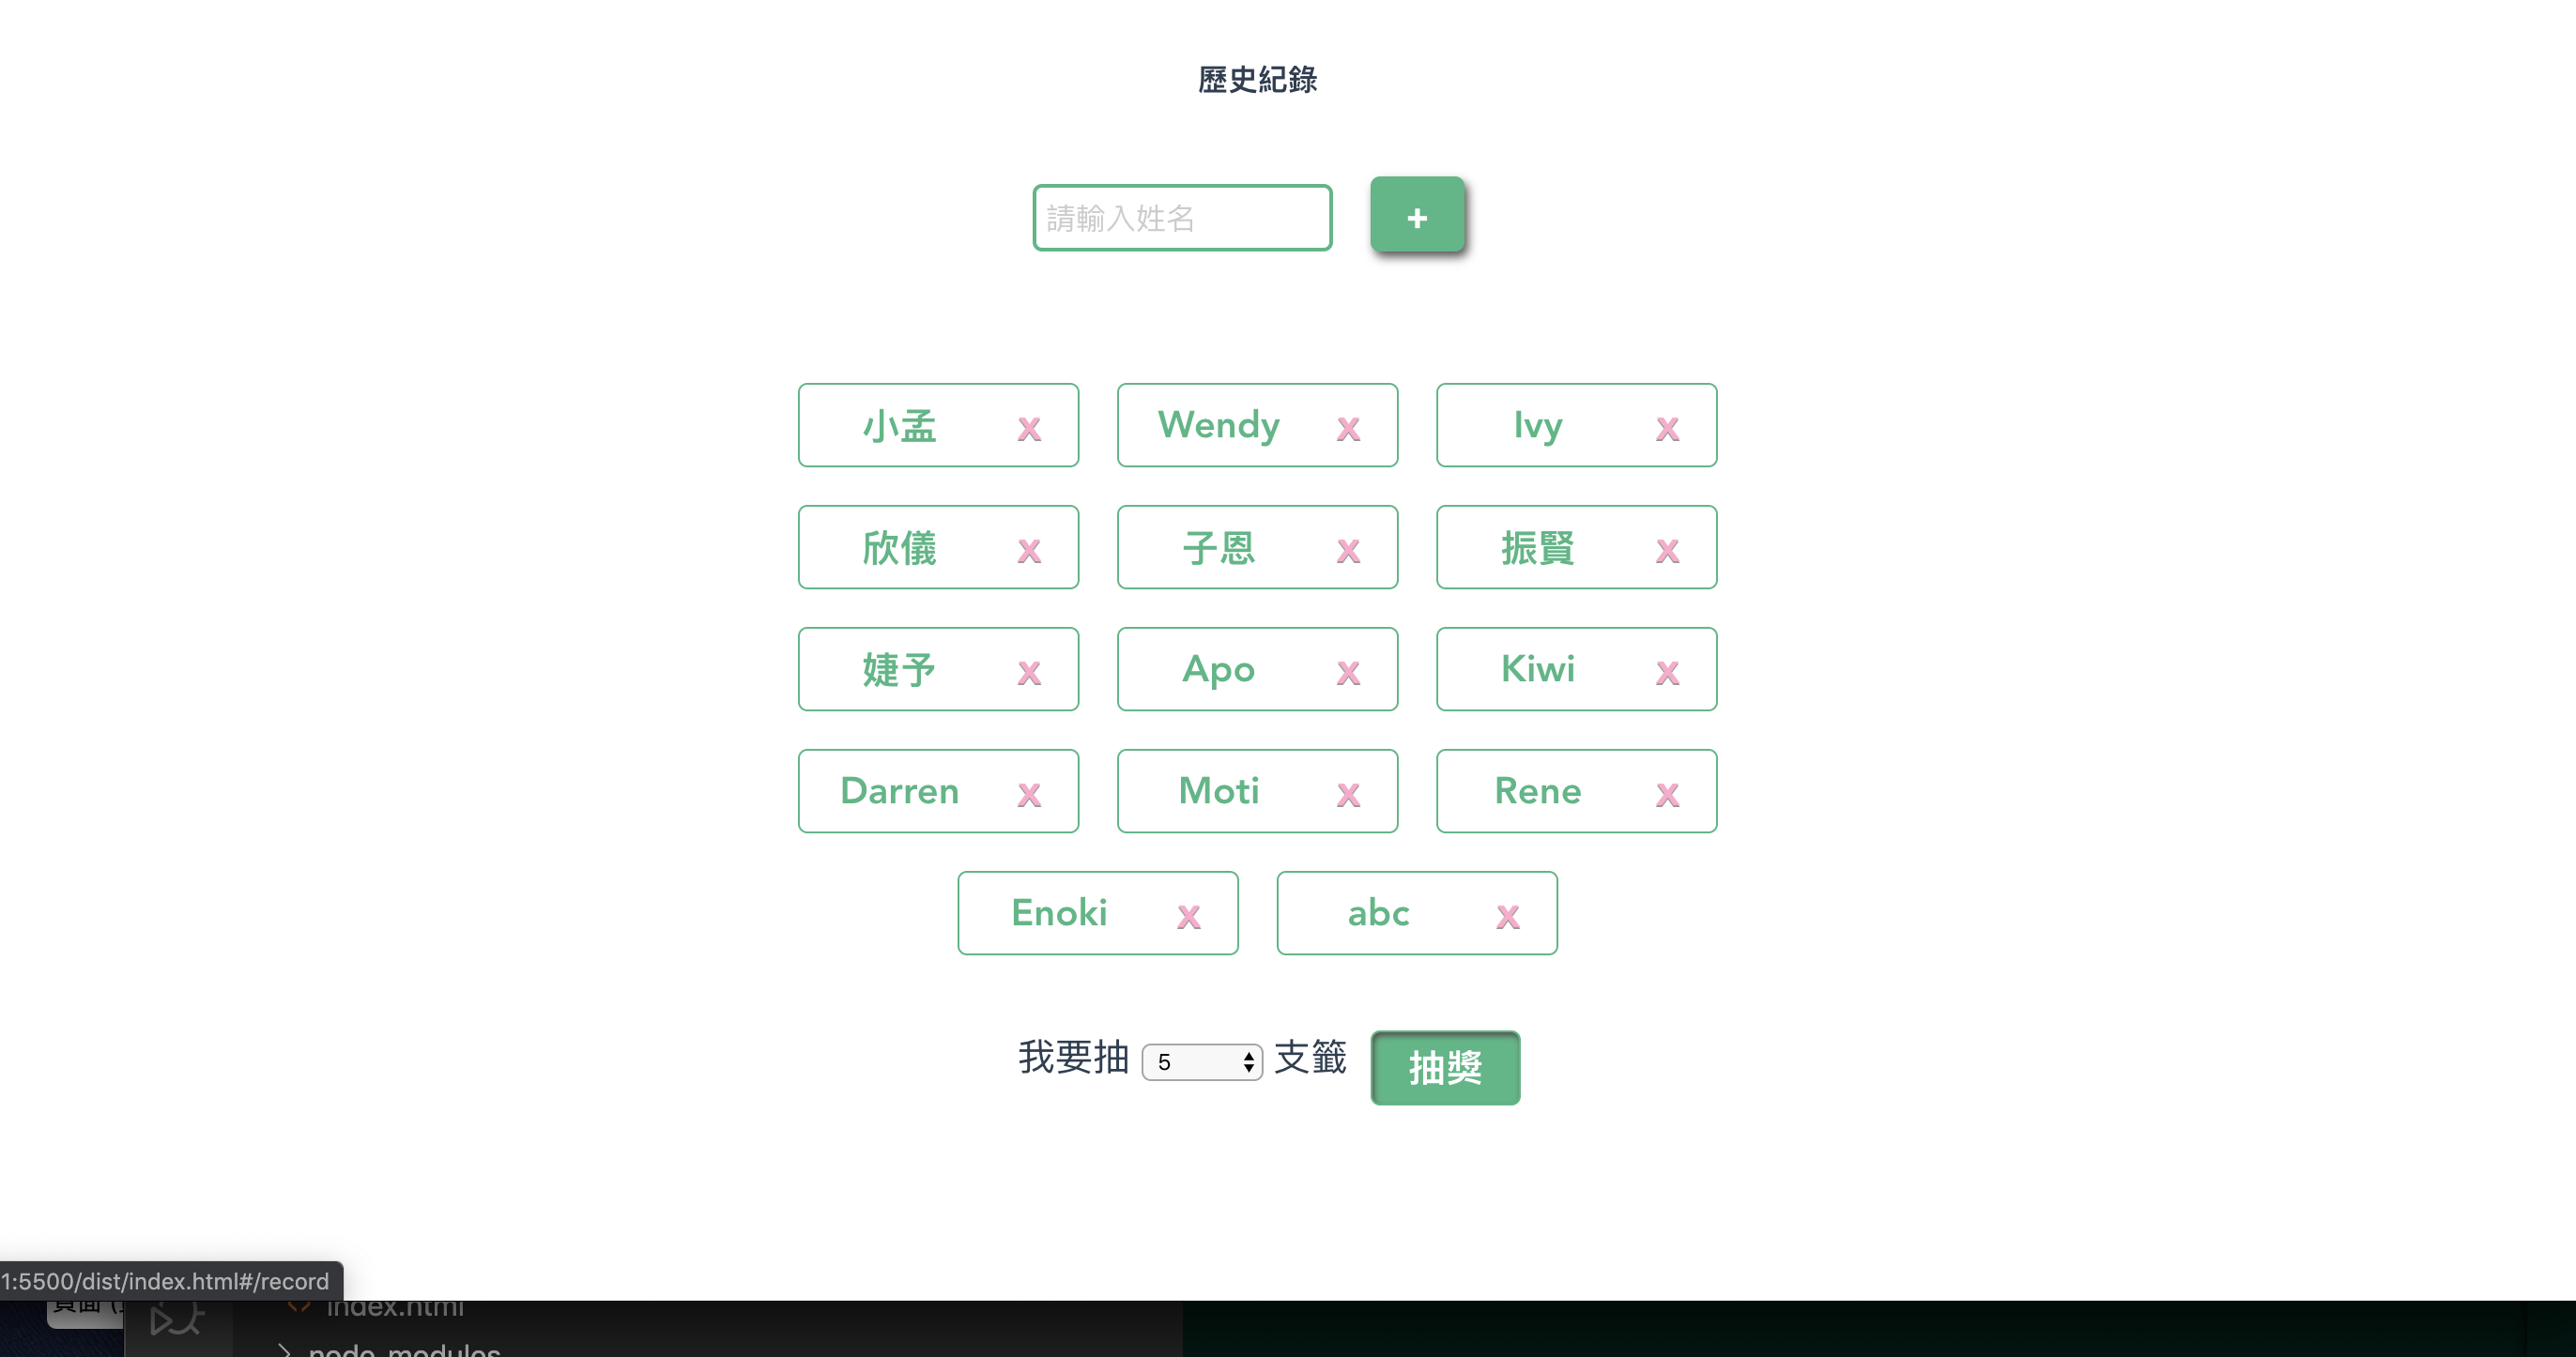 歷史紀錄
請輸入姓名 +
小孟 x Wendy x Ivy x
欣儀 x 子恩 x 振賢 x
婕予 x Apo x Kiwi x
Darren x Moti x Rene x
Enoki x abc x
我要抽 5 支籤 抽獎
1:5500/dist/index.html#/record
頁面
index.html
node_modules